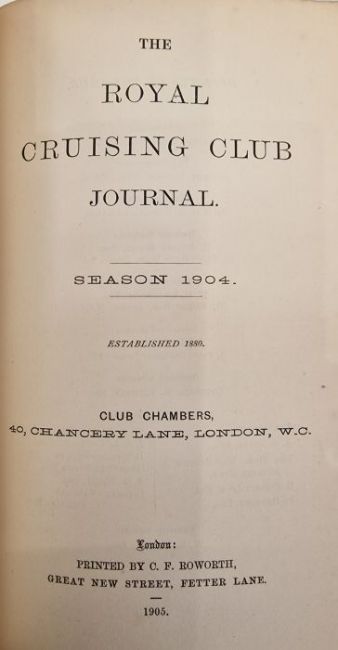 THE
ROYAL
CRUISING CLUB
JOURNAL.
SEASON 1904.
ESTABLISHED 1880.
CLUB CHAMBERS,
40, CHANCERY LANE, LONDON, W.C.
London:
PRINTED BY C. F. ROWORTH,
GREAT NEW STREET, FETTER LANE.
1905.